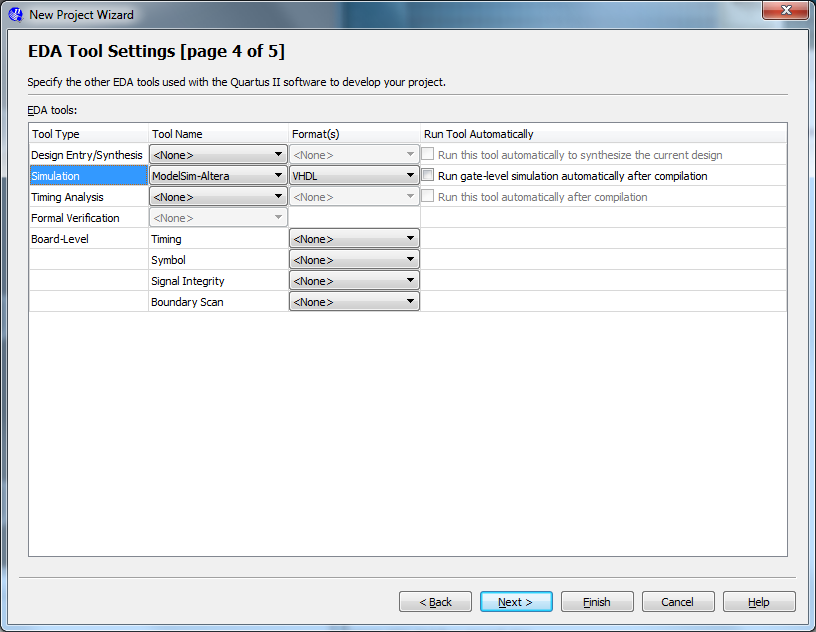 New Project Wizard
EDA Tool Settings [page 4 of 5]
Specify the other EDA tools used with the Quartus II software to develop your project.
EDA tools:
Tool Type Tool Name Format(s) Run Tool Automatically
Design Entry/Synthesis <None> <None> Run this tool automatically to synthesize the current design
Simulation ModelSim-Altera VHDL Run gate-level simulation automatically after compilation
Timing Analysis <None> <None> Run this tool automatically after compilation
Formal Verification <None>
Board-Level Timing <None>
Symbol <None>
Signal Integrity <None>
Boundary Scan <None>
< Back Next > Finish Cancel Help